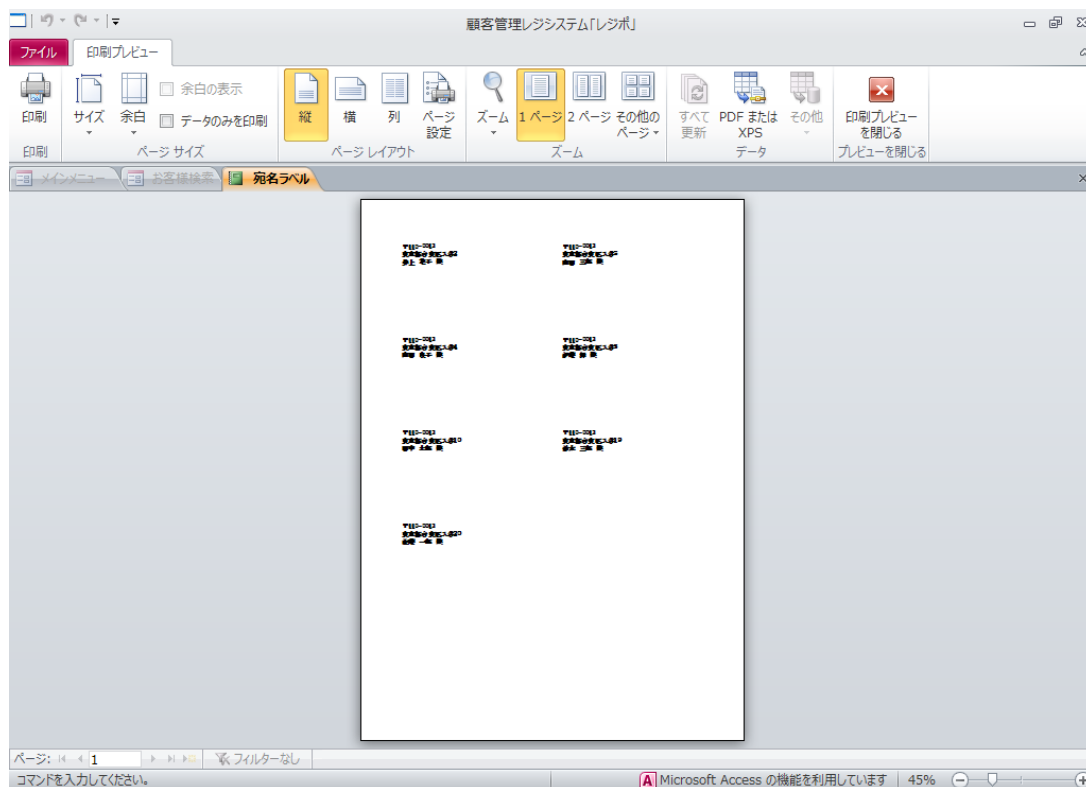 顧客管理レジシステム「レジポ」
ファイル 印刷プレビュー
印刷 サイズ 余白 余白の表示 データのみを印刷 縦 横 列 ページ設定 ズーム 1 ページ 2 ページ その他のページ すべて更新 PDF または XPS その他 印刷プレビューを閉じる
印刷 ページ サイズ ページ レイアウト ズーム データ プレビューを閉じる
メインメニュー お客様検索 宛名ラベル
ページ: 1 フィルターなし
コマンドを入力してください。 A Microsoft Access の機能を利用しています 45%